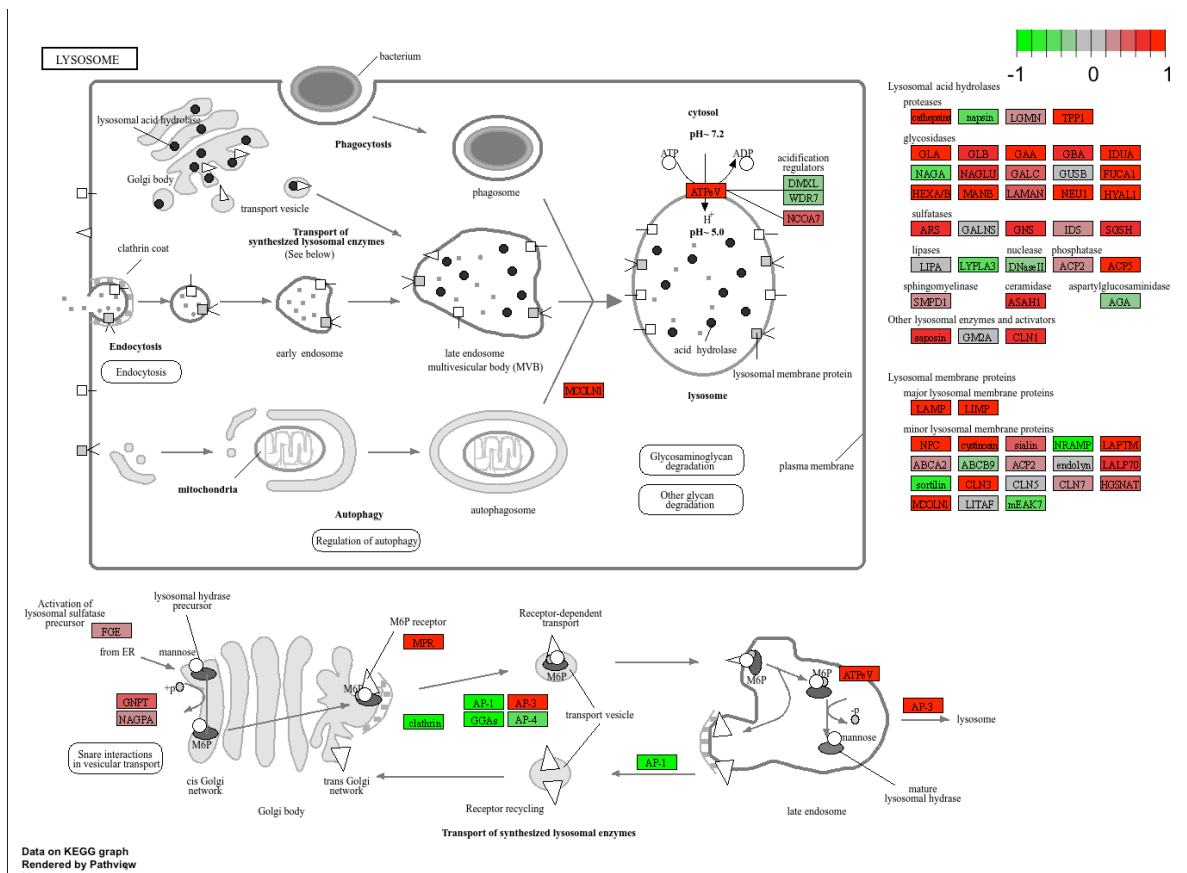 LYSOSOME
bacterium
-1
0
1
lysosomal acid hydrolase
Golgi body
Phagocytosis
phagosome
transport vesicle
Transport of
synthesized lysosomal enzymes
(See below)
clathrin coat
Endocytosis
Endocytosis
early endosome
late endosome
multivesicular body (MVB)
cytosol
pH~ 7.2
ATP
ADP
ATPeV
H+
pH~ 5.0
acidification
regulators
DMXL
WDR7
NCOA7
acid hydrolase
lysosomal membrane protein
lysosome
MCOLN1
mitochondria
Autophagy
Regulation of autophagy
autophagosome
Glycosaminoglycan
degradation
Other glycan
degradation
plasma membrane
Lysosomal acid hydrolases
proteases
cathepsins napsin LGMN TPP1
glycosidases
GLA GLB GAA GBA IDUA
NAGA NAGLU GALC GUSB FUCA1
HEXA/B MANB LAMAN NEU1 HYAL1
sulfatases
ARS GALNS GNS IDS SGSH
lipases nuclease phosphatase
LIPA LYPLA3 DNaseII ACP2 ACP5
sphingomyelinase ceramidase aspartylglucosaminidase
SMPD1 ASAH1 AGA
Other lysosomal enzymes and activators
saposin GM2A CLN1
Lysosomal membrane proteins
major lysosomal membrane proteins
LAMP LIMP
minor lysosomal membrane proteins
NPC cystinosin sialin NRAMP LAPTM
ABCA2 ABCB9 ACP2 endolyn LALP70
sortilin CLN3 CLN5 CLN7 HGSNAT
MCOLN1 LITAF mEAK7
Activation of
lysosomal sulfatase
precursor
FGE
from ER
lysosomal hydrase
precursor
mannose
+p
GNPT
NAGPA
M6P
Snare interactions
in vesicular transport
cis Golgi
network
Golgi body
trans Golgi
network
M6P
M6P receptor
MPR
clathrin
AP-1 AP-3
GGAs AP-4
Receptor-dependent
transport
M6P
transport vesicle
Receptor recycling
AP-1
M6P
M6P
ATPeV
-p
mannose
AP-3
lysosome
mature
lysosomal hydrase
late endosome
Transport of synthesized lysosomal enzymes
Data on KEGG graph
Rendered by Pathview